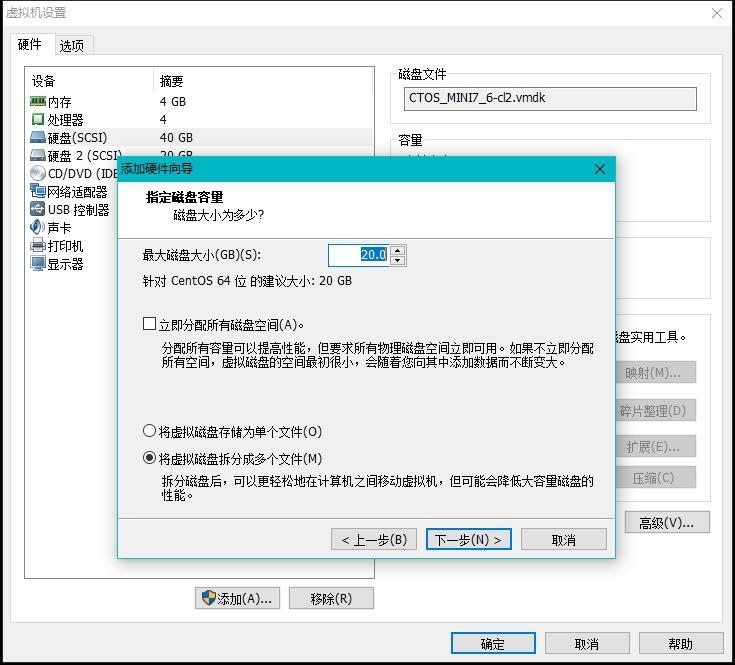 虚拟机设置
硬件 选项
设备 摘要
内存 4 GB
处理器 4
硬盘(SCSI) 40 GB
硬盘 2 (SCSI) 20 GB
CD/DVD (IDE
网络适配器
USB 控制器
声卡
打印机
显示器
添加(A)... 移除(R)
磁盘文件
CTOS_MINI7_6-cl2.vmdk
容量
盘实用工具。
映射(M)...
碎片整理(D)
扩展(E)...
压缩(C)
高级(V)...
添加硬件向导
指定磁盘容量
磁盘大小为多少?
最大磁盘大小(GB)(S): 20.0
针对 CentOS 64 位 的建议大小: 20 GB
立即分配所有磁盘空间(A)。
分配所有容量可以提高性能，但要求所有物理磁盘空间立即可用。如果不立即分配
所有空间，虚拟磁盘的空间最初很小，会随着您向其中添加数据而不断变大。
将虚拟磁盘存储为单个文件(O)
将虚拟磁盘拆分成多个文件(M)
拆分磁盘后，可以更轻松地在计算机之间移动虚拟机，但可能会降低大容量磁盘的
性能。
< 上一步(B) 下一步(N) > 取消
确定 取消 帮助